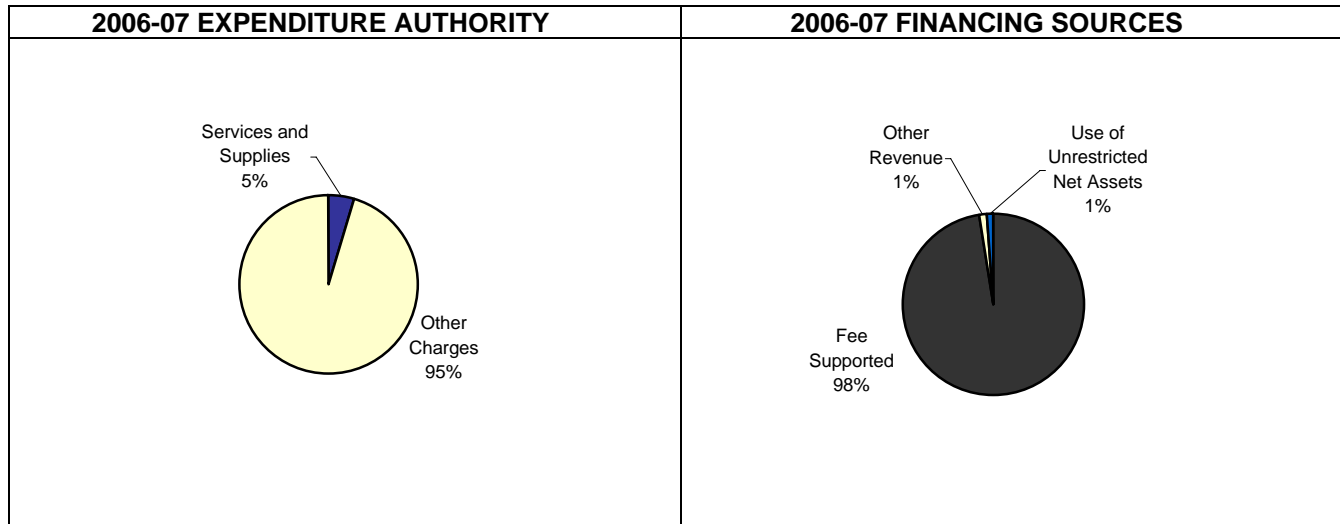 2006-07 EXPENDITURE AUTHORITY
2006-07 FINANCING SOURCES
Services and
Supplies
5%
Other
Charges
95%
Other
Revenue
1%
Use of
Unrestricted
Net Assets
1%
Fee
Supported
98%